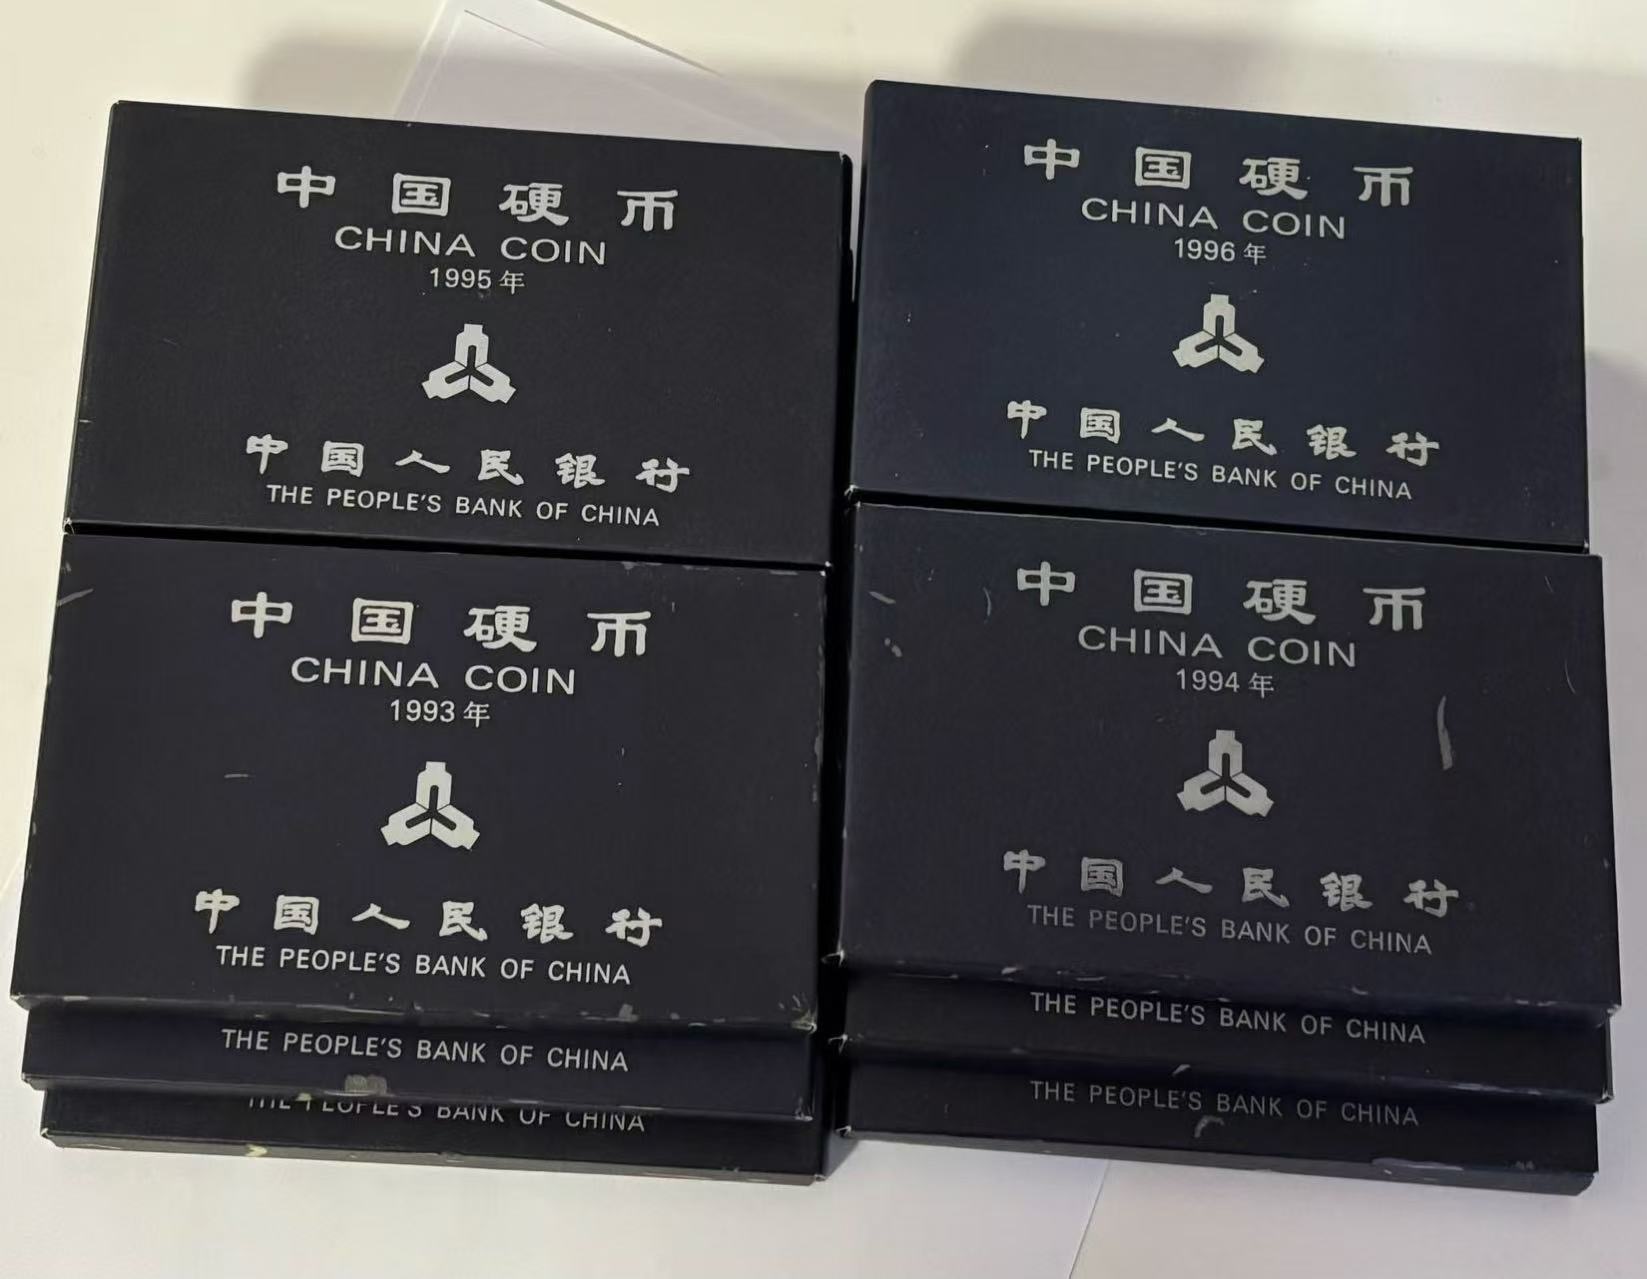 中国硬币
CHINA COIN
1995年
中国人民银行
THE PEOPLE'S BANK OF CHINA
中国硬币
CHINA COIN
1996年
中国人民银行
THE PEOPLE'S BANK OF CHINA
中国硬币
CHINA COIN
1993年
中国人民银行
THE PEOPLE'S BANK OF CHINA
THE PEOPLE'S BANK OF CHINA
THE PEOPLE'S BANK OF CHINA
中国硬币
CHINA COIN
1994年
中国人民银行
THE PEOPLE'S BANK OF CHINA
THE PEOPLE'S BANK OF CHINA
THE PEOPLE'S BANK OF CHINA